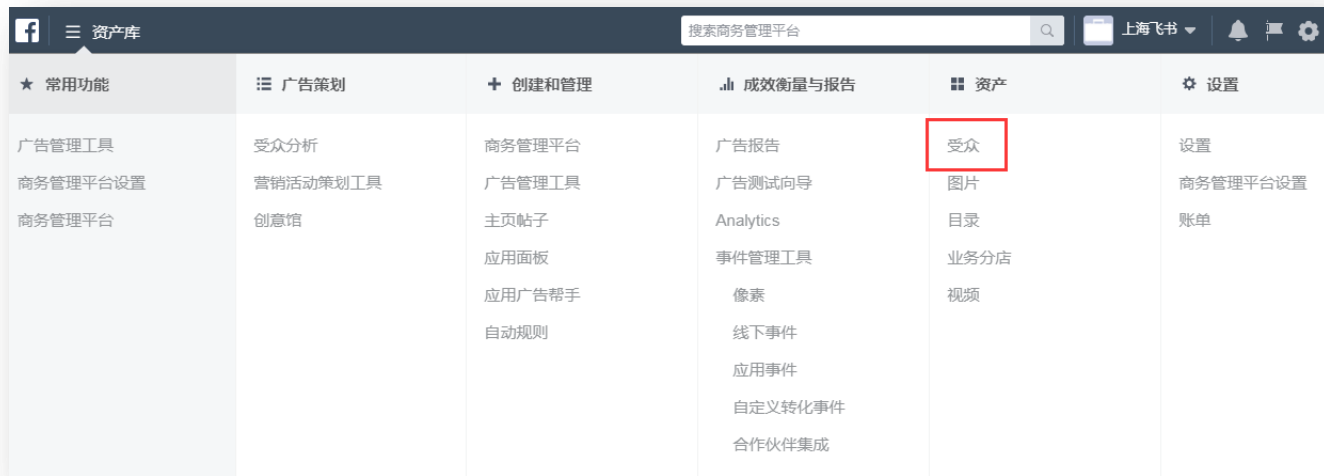 资产库
搜索商务管理平台
上海飞书
常用功能
广告管理工具
商务管理平台设置
商务管理平台
广告策划
受众分析
营销活动策划工具
创意馆
创建和管理
商务管理平台
广告管理工具
主页帖子
应用面板
应用广告帮手
自动规则
成效衡量与报告
广告报告
广告测试向导
Analytics
事件管理工具
像素
线下事件
应用事件
自定义转化事件
合作伙伴集成
资产
受众
图片
目录
业务分店
视频
设置
设置
商务管理平台设置
账单